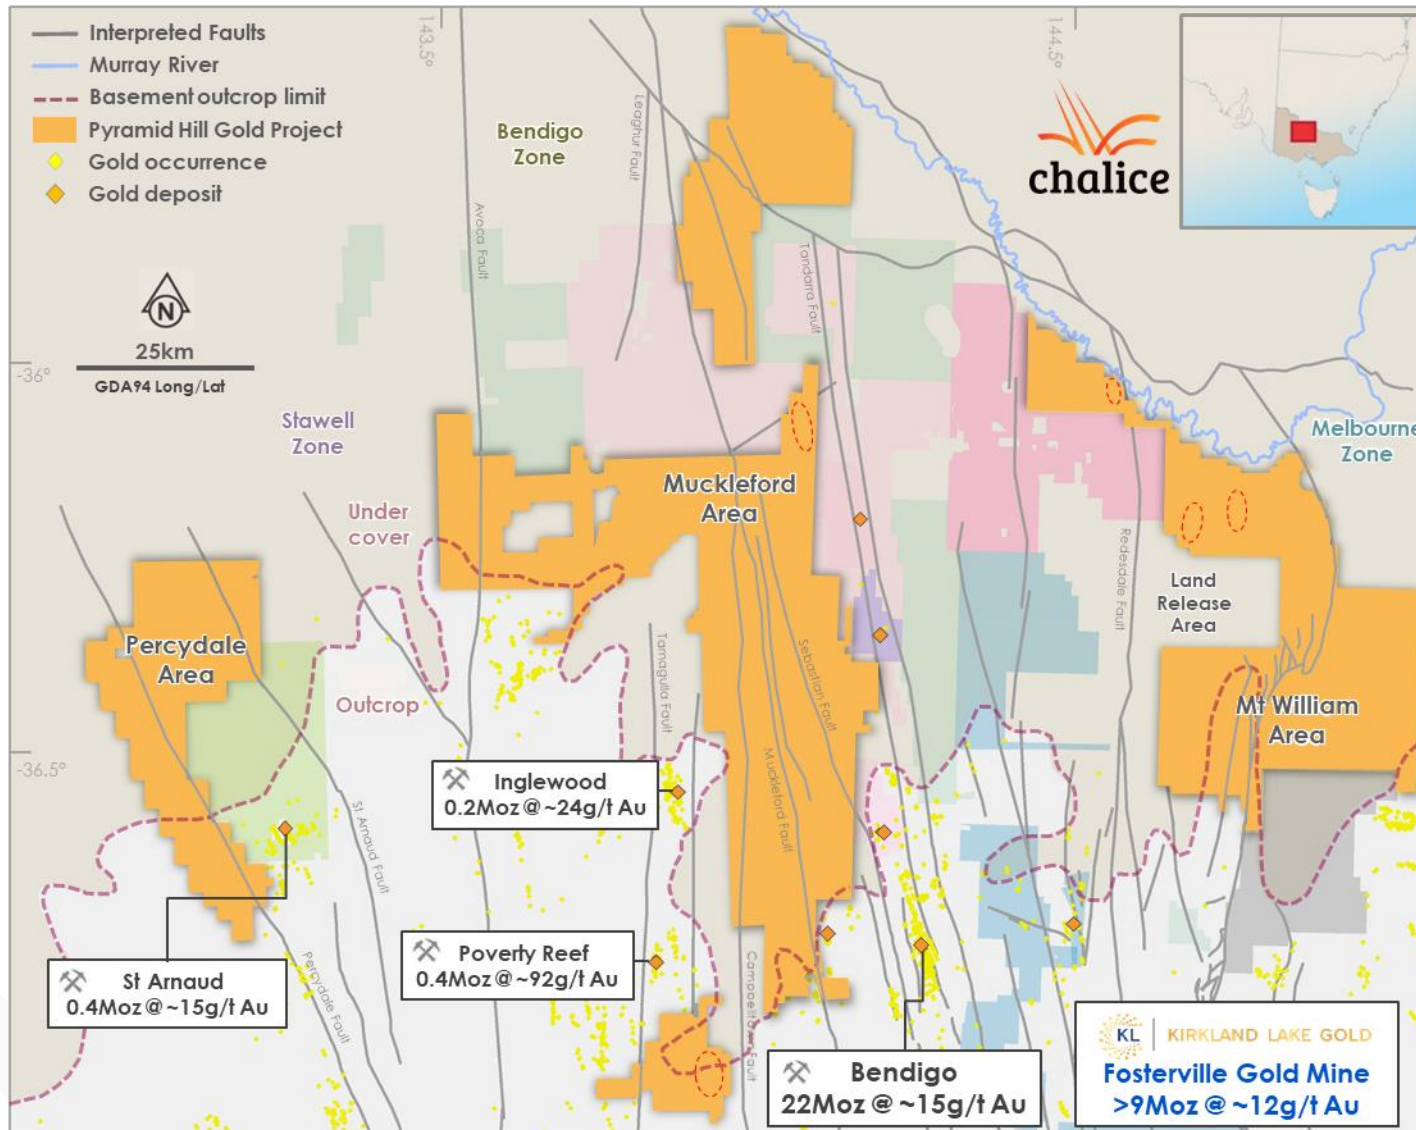 Interpreted Faults
Murray River
Basement outcrop limit
Pyramid Hill Gold Project
Gold occurrence
Gold deposit
143.5°
144.5°
Bendigo
Zone
Leaghur Fault
chalice
Avoca Fault
Tandarra Fault
N
25km
GDA94 Long/Lat
-36°
Stawell
Zone
Melbourne
Zone
Muckleford
Area
Under
cover
Redesdale Fault
Land
Release
Area
Percydale
Area
Tarnagulla Fault
Sebastian Fault
Outcrop
Mt William
Area
-36.5°
Inglewood
0.2Moz @ ~24g/t Au
Muckleford Fault
St Arnaud Fault
Poverty Reef
0.4Moz @ ~92g/t Au
St Arnaud
0.4Moz @ ~15g/t Au
Percydale Fault
Campbeltown Fault
Bendigo
22Moz @ ~15g/t Au
KL
KIRKLAND LAKE GOLD
Fosterville Gold Mine
>9Moz @ ~12g/t Au